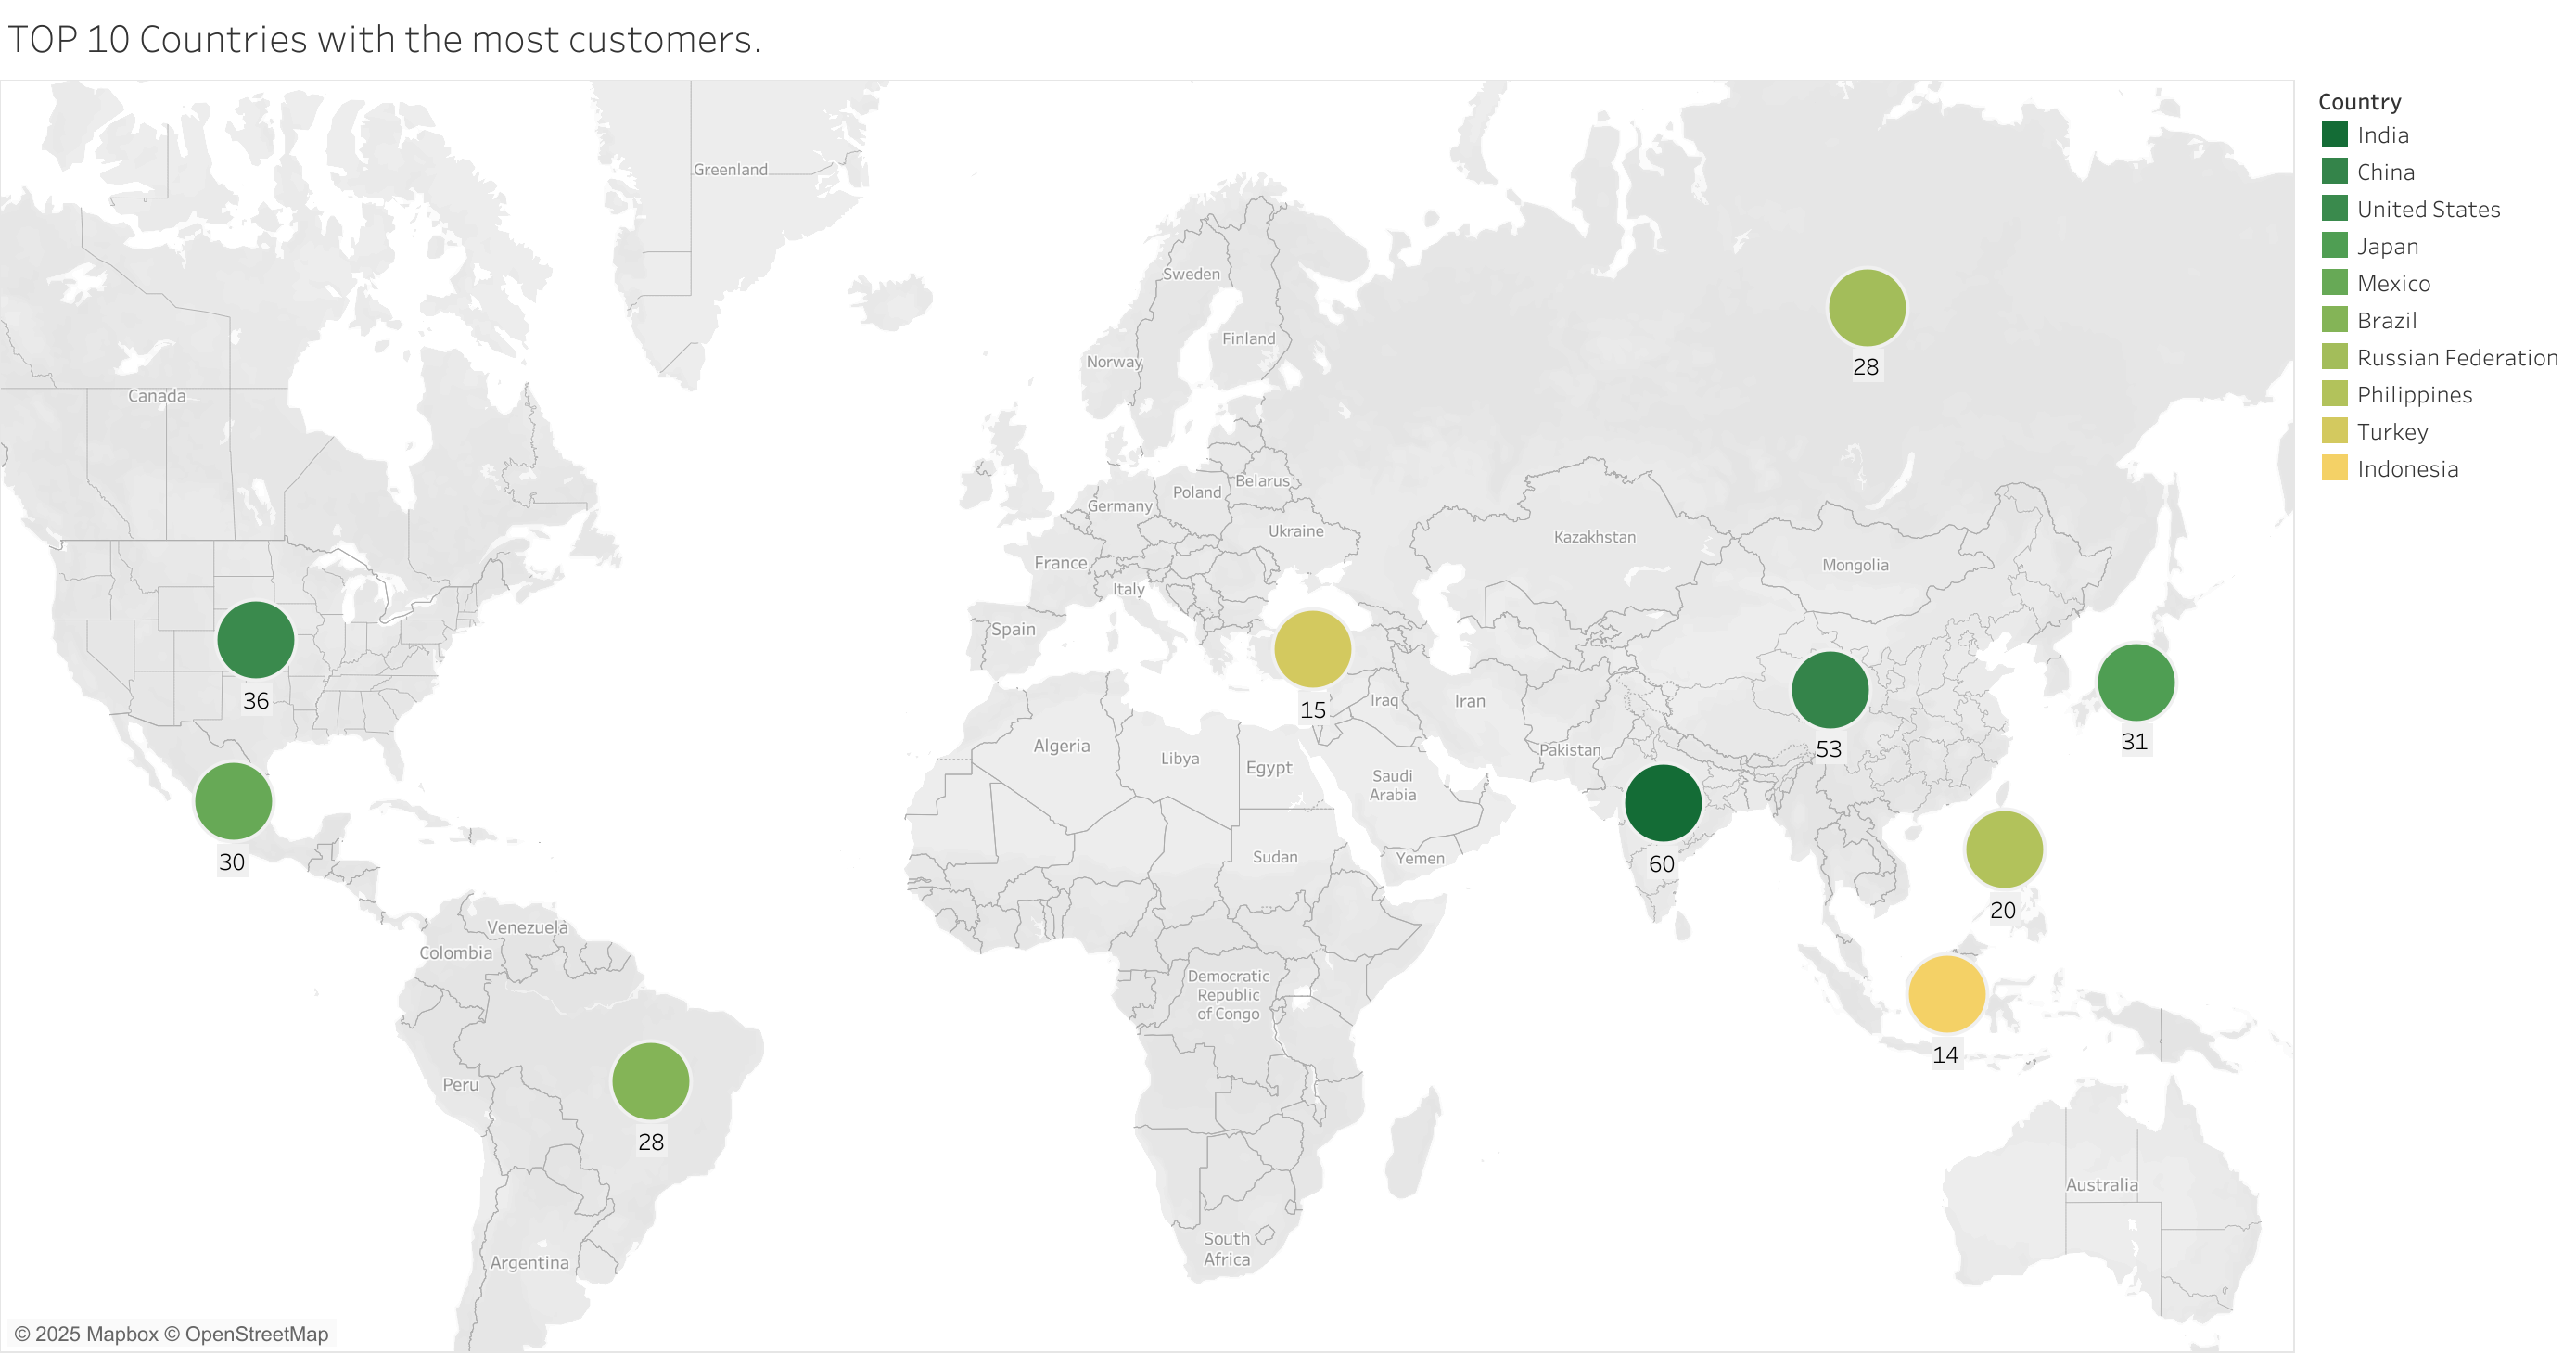 TOP 10 Countries with the most customers.
Country
India
China
United States
Japan
Mexico
Brazil
Russian Federation
Philippines
Turkey
Indonesia
Greenland
Sweden
28
Finland
Norway
Canada
Belarus
Poland
Germany
Ukraine
Kazakhstan
France
Mongolia
Italy
Spain
36
15
Iraq
Iran
31
Algeria
53
Pakistan
Libya
Egypt
Saudi
Arabia
30
Sudan
Yemen
60
20
Venezuela
Colombia
Democratic
Republic
of Congo
14
Peru
28
Australia
South
Africa
Argentina
© 2025 Mapbox © OpenStreetMap